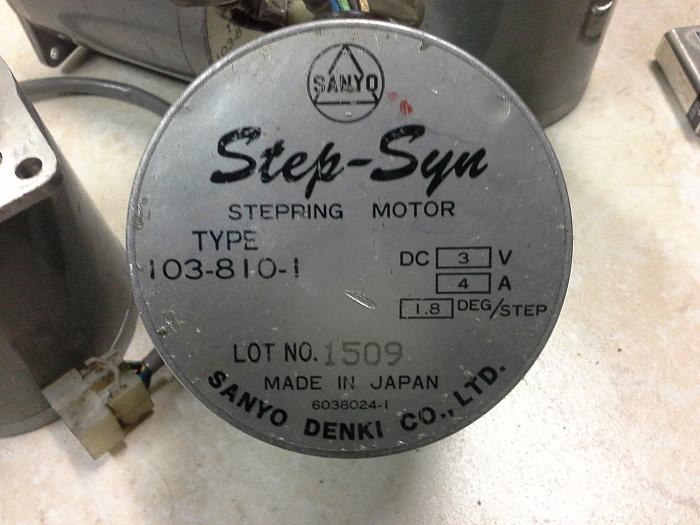 SANYO
Step-Syn
STEPPING MOTOR
TYPE
103-810-1
DC 3 V
4 A
1.8 DEG/STEP
LOT NO. 1509
MADE IN JAPAN
6038024-1
SANYO DENKI CO., LTD.